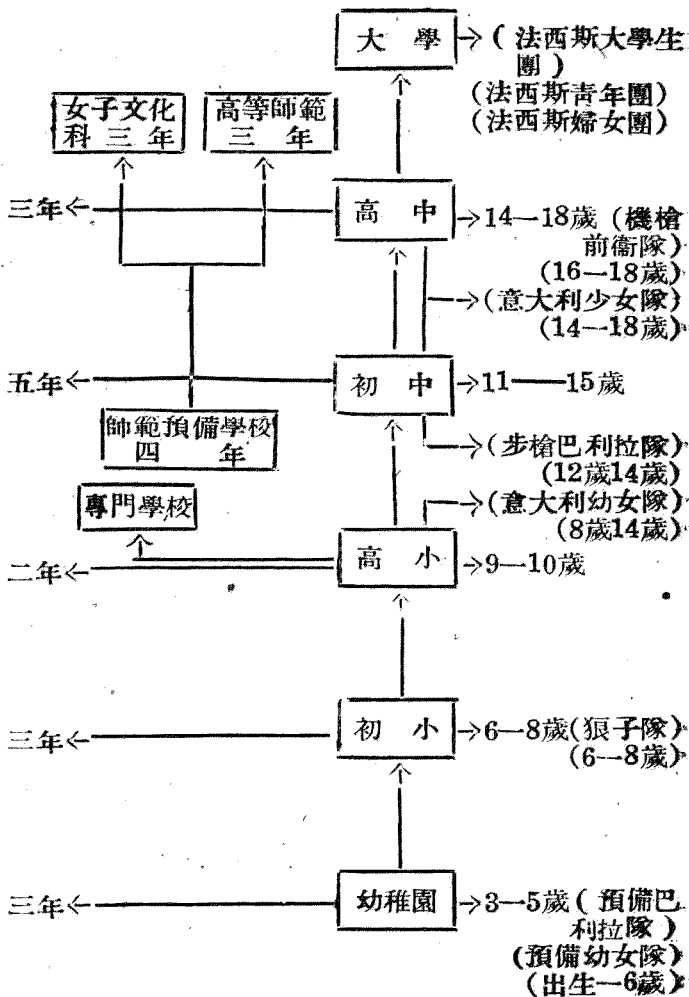 大學
(法西斯大學生
團)
(法西斯青年團)
(法西斯婦女團)
女子文化
科三年
高等師範
三年
三年
高中
14—18歲(機槍
前衞隊)
(16—18歲)
(意大利少女隊)
(14—18歲)
五年
初中
11——15歲
師範預備學校
四年
(步槍巴利拉隊)
(12歲14歲)
專門學校
(意大利幼女隊)
(8歲14歲)
二年
高小
9—10歲
三年
初小
6—8歲(狼子隊)
(6—8歲)
三年
幼稚園
3—5歲(預備巴
利拉隊)
(預備幼女隊)
(出生—6歲)